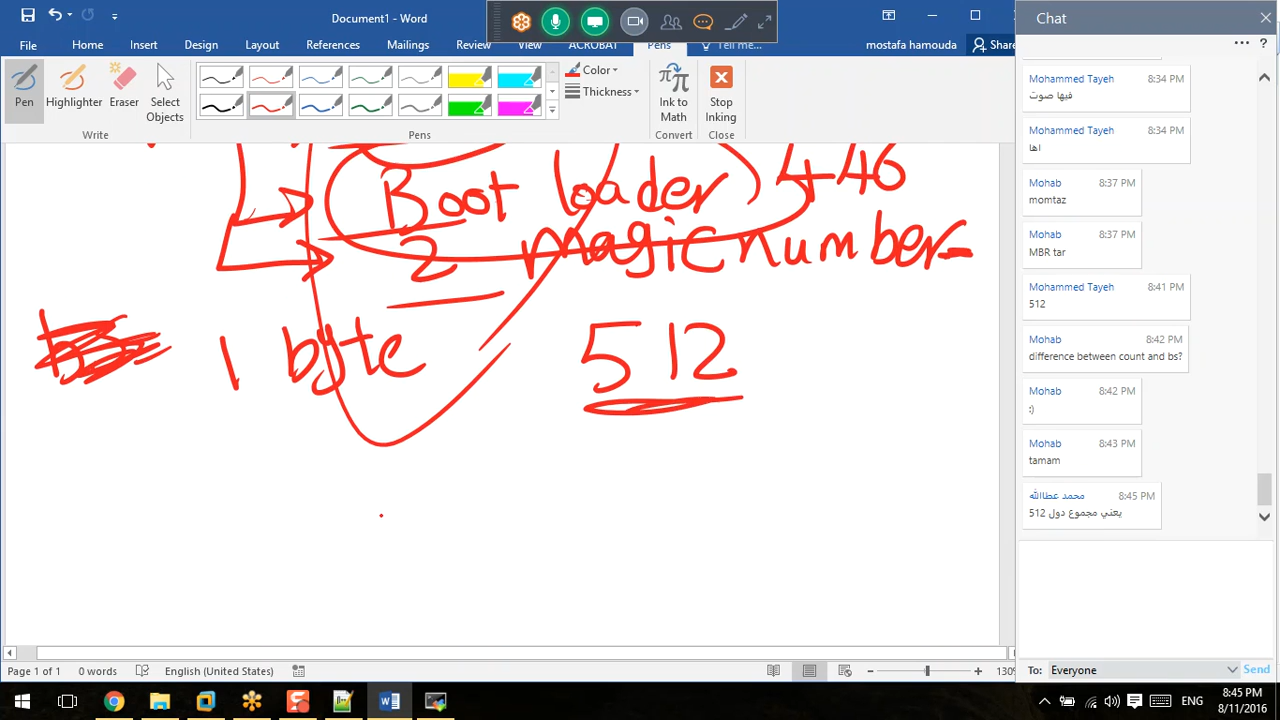 Document1 - Word
File Home Insert Design Layout References Mailings Review View ACROBAT Pens Tell me... mostafa hamouda Share
Pen Highlighter Eraser Select Objects
Color
Thickness
Ink to Math Stop Inking
Write Pens Convert Close
Boot loader) 446
2 magic number
1 byte 512
Chat
Mohammed Tayeh 8:34 PM
فيها صوت
Mohammed Tayeh 8:34 PM
اها
Mohab 8:37 PM
momtaz
Mohab 8:39 PM
MBR tar
Mohammed Tayeh 8:41 PM
512
Mohab 8:42 PM
difference between count and bs?
Mohab 8:42 PM
:)
Mohab 8:43 PM
tamam
محمد عطاالله 8:45 PM
يعني مجموع دول 512
To: Everyone Send
Page 1 of 1 0 words English (United States) 130%
ENG 8:45 PM
8/11/2016